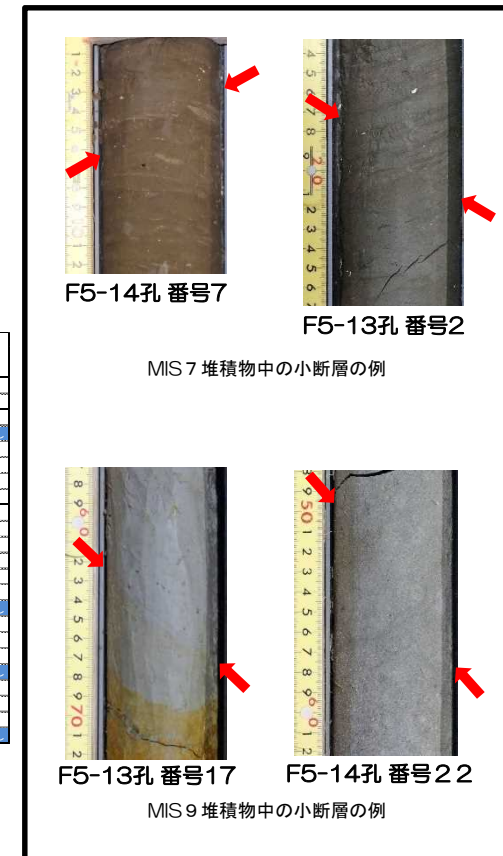 F5-14孔 番号7
F5-13孔 番号2
MIS７堆積物中の小断層の例
F5-13孔 番号17
F5-14孔 番号２２
MIS９堆積物中の小断層の例